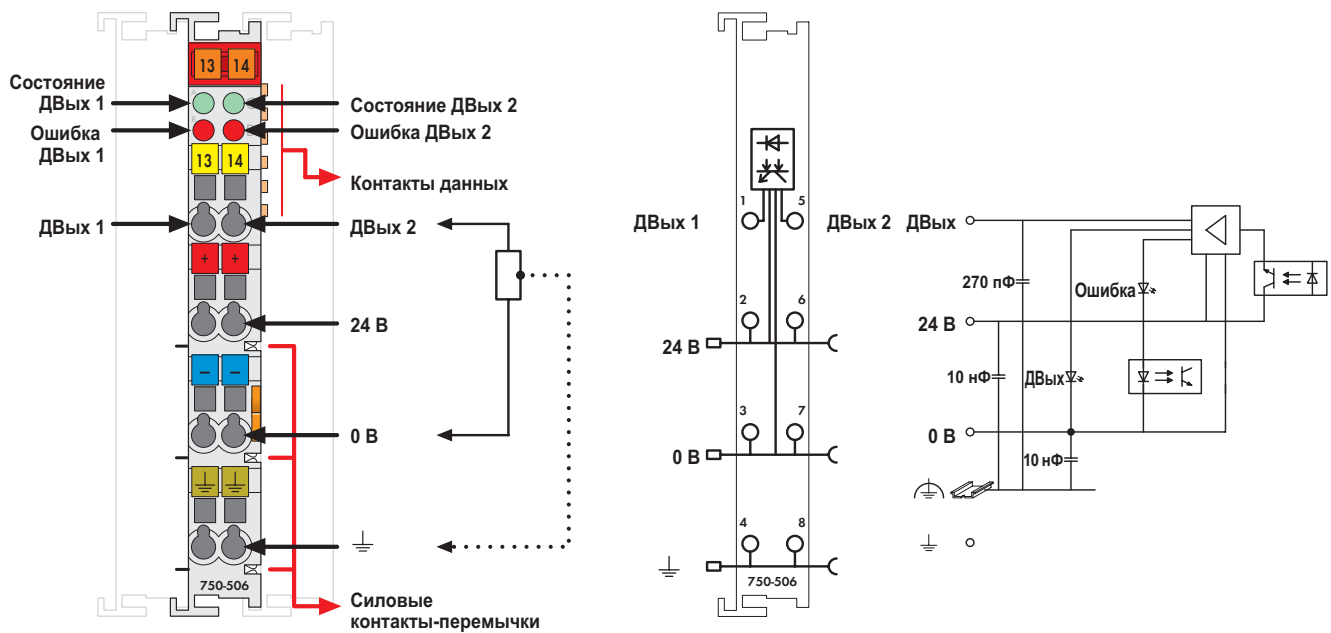 13 14
Состояние
ДВых 1
Состояние ДВых 2
Ошибка
ДВых 1
Ошибка ДВых 2
13 14
Контакты данных
ДВых 1
ДВых 2
+ +
24 В
– –
0 В
750-506
Силовые
контакты-перемычки
1 5
ДВых 1
ДВых 2
2 6
24 В
3 7
0 В
4 8
750-506
ДВых
270 пФ
Ошибка
24 В
10 нФ
ДВых
0 В
10 нФ